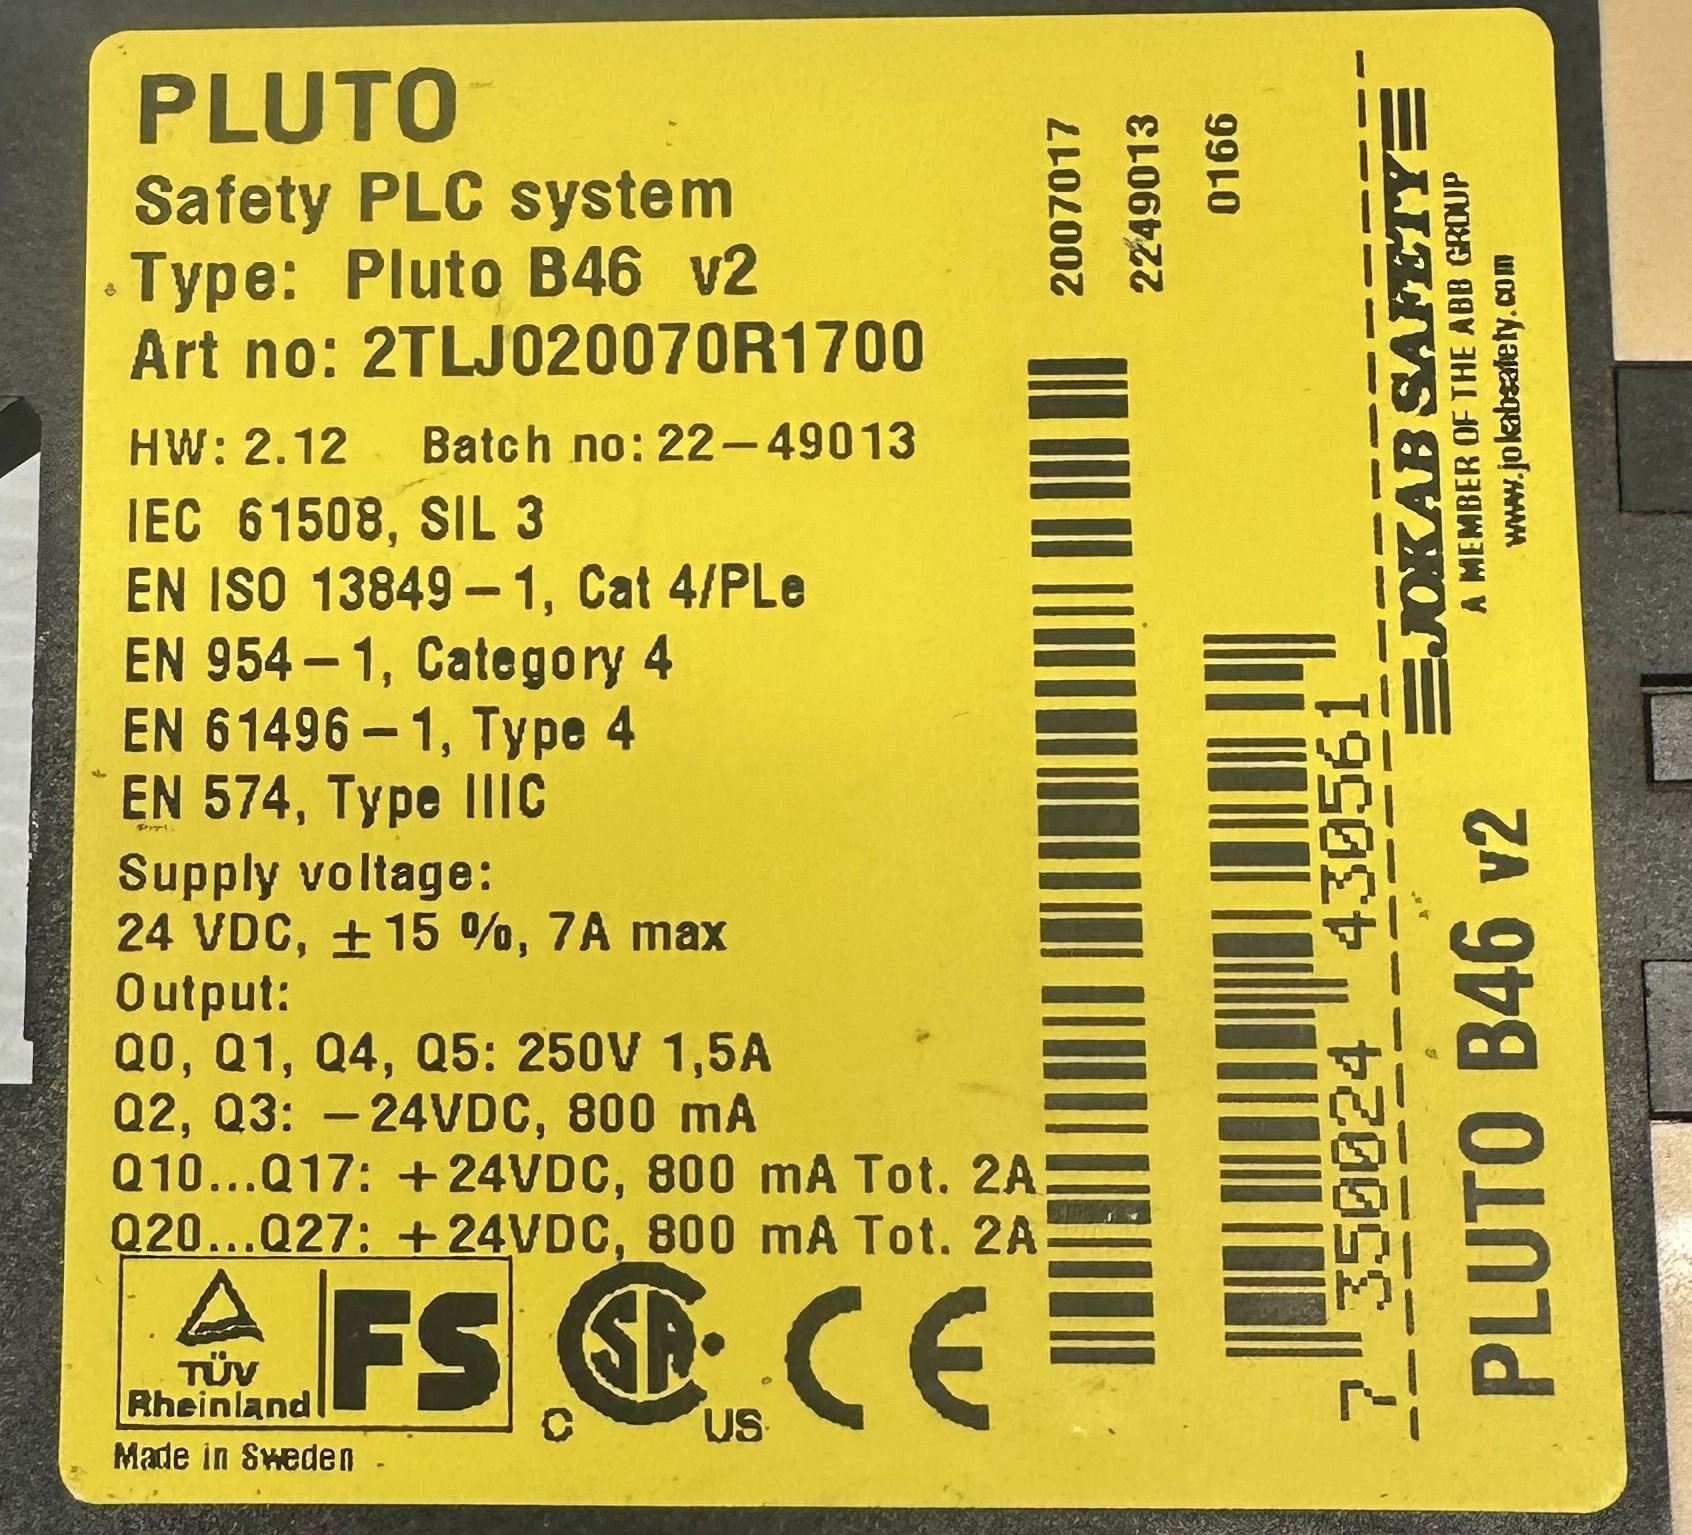 PLUTO
Safety PLC system
Type: Pluto B46 v2
Art no: 2TLJ020070R1700
HW: 2.12 Batch no: 22-49013
IEC 61508, SIL 3
EN ISO 13849-1, Cat 4/PLe
EN 954-1, Category 4
EN 61496-1, Type 4
EN 574, Type IIIC
Supply voltage:
24 VDC, ±15 %, 7A max
Output:
Q0, Q1, Q4, Q5: 250V 1,5A
Q2, Q3: -24VDC, 800 mA
Q10...Q17: +24VDC, 800 mA Tot. 2A
Q20...Q27: +24VDC, 800 mA Tot. 2A
TÜV
Rheinland
FS
C SA US
CE
Made in Sweden
2007017
2249013
0166
7 350024 430561
JOKAB SAFETY
A MEMBER OF THE ABB GROUP
www.jokabsafety.com
PLUTO B46 v2